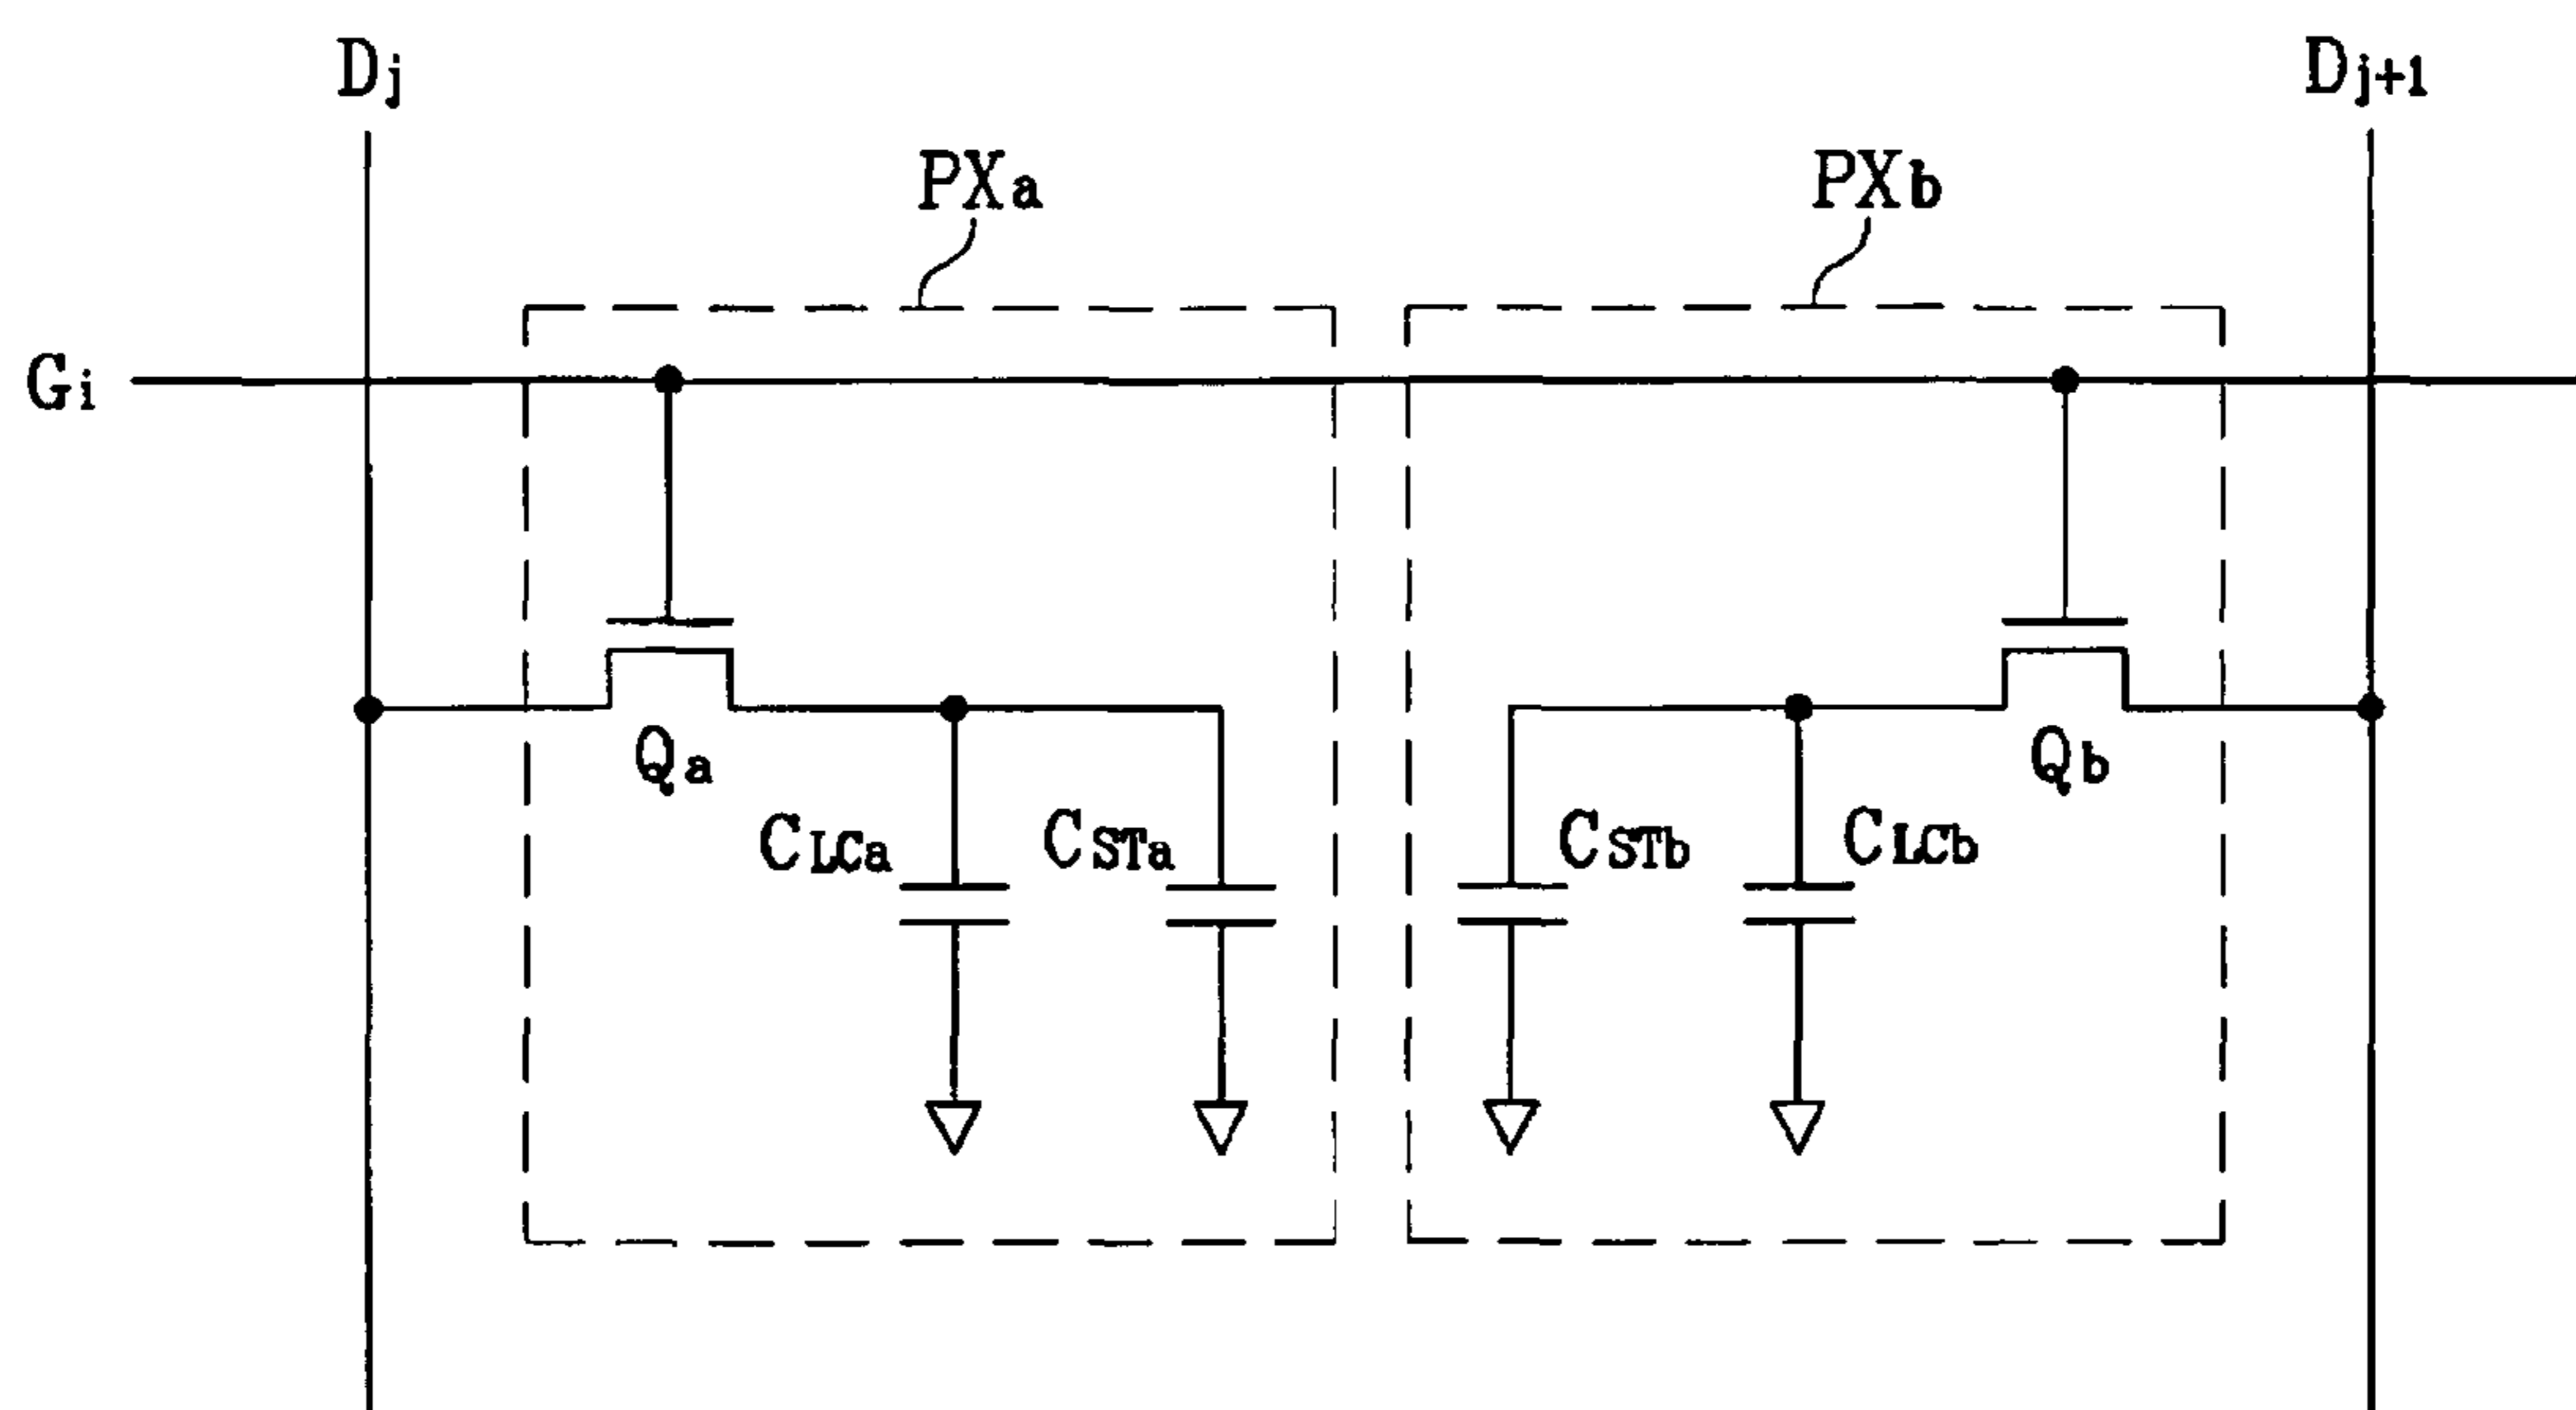 Dj
Dj+1
PXa
PXb
Gi
Qa
Qb
CLCa
CSTa
CSTb
CLCb